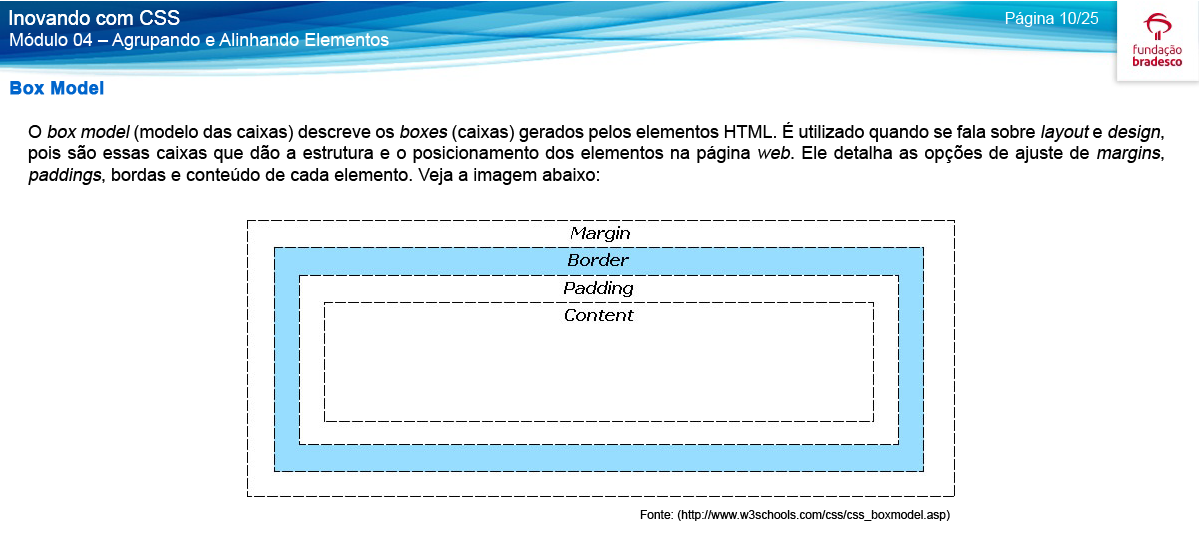 Inovando com CSS
Página 10/25
Módulo 04 – Agrupando e Alinhando Elementos
fundação
bradesco
Box Model
O box model (modelo das caixas) descreve os boxes (caixas) gerados pelos elementos HTML. É utilizado quando se fala sobre layout e design,
pois são essas caixas que dão a estrutura e o posicionamento dos elementos na página web. Ele detalha as opções de ajuste de margins,
paddings, bordas e conteúdo de cada elemento. Veja a imagem abaixo:
Margin
Border
Padding
Content
Fonte: (http://www.w3schools.com/css/css_boxmodel.asp)